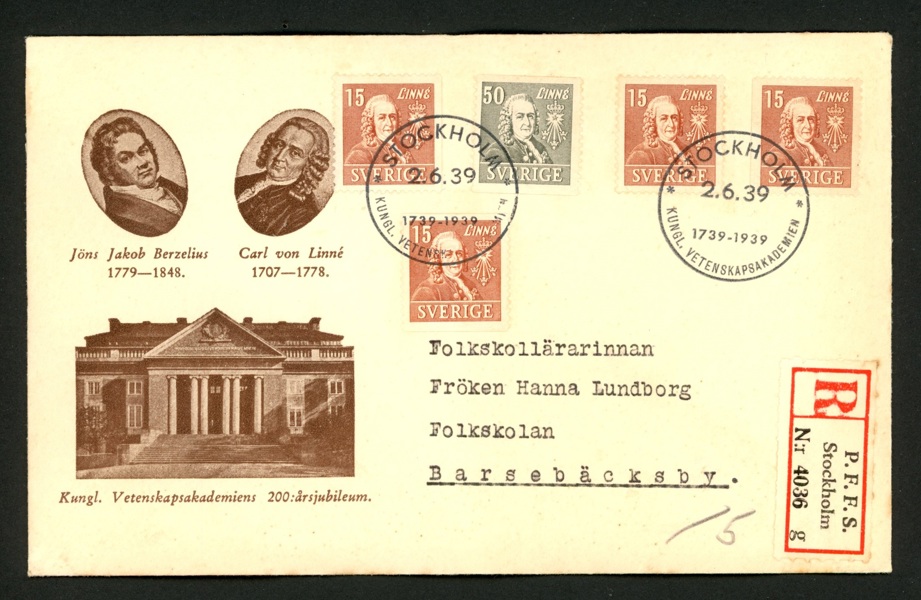 15 LINNÉ
SVERIGE
50 LINNÉ
SVERIGE
15 LINNÉ
SVERIGE
15 LINNÉ
SVERIGE
* STOCKHOLM *
2.6.39
1739-1939
KUNGL. VETENSK
* STOCKHOLM *
2.6.39
1739-1939
KUNGL. VETENSKAPSAKADEMIEN
15 LINNÉ
SVERIGE
Jöns Jakob Berzelius
1779—1848.
Carl von Linné
1707—1778.
Kungl. Vetenskapsakademiens 200:årsjubileum.
Folkskollärarinnan
Fröken Hanna Lundborg
Folkskolan
Barsebäcksby.
R
P. F. F. S.
Stockholm
N:r 4036 g
15